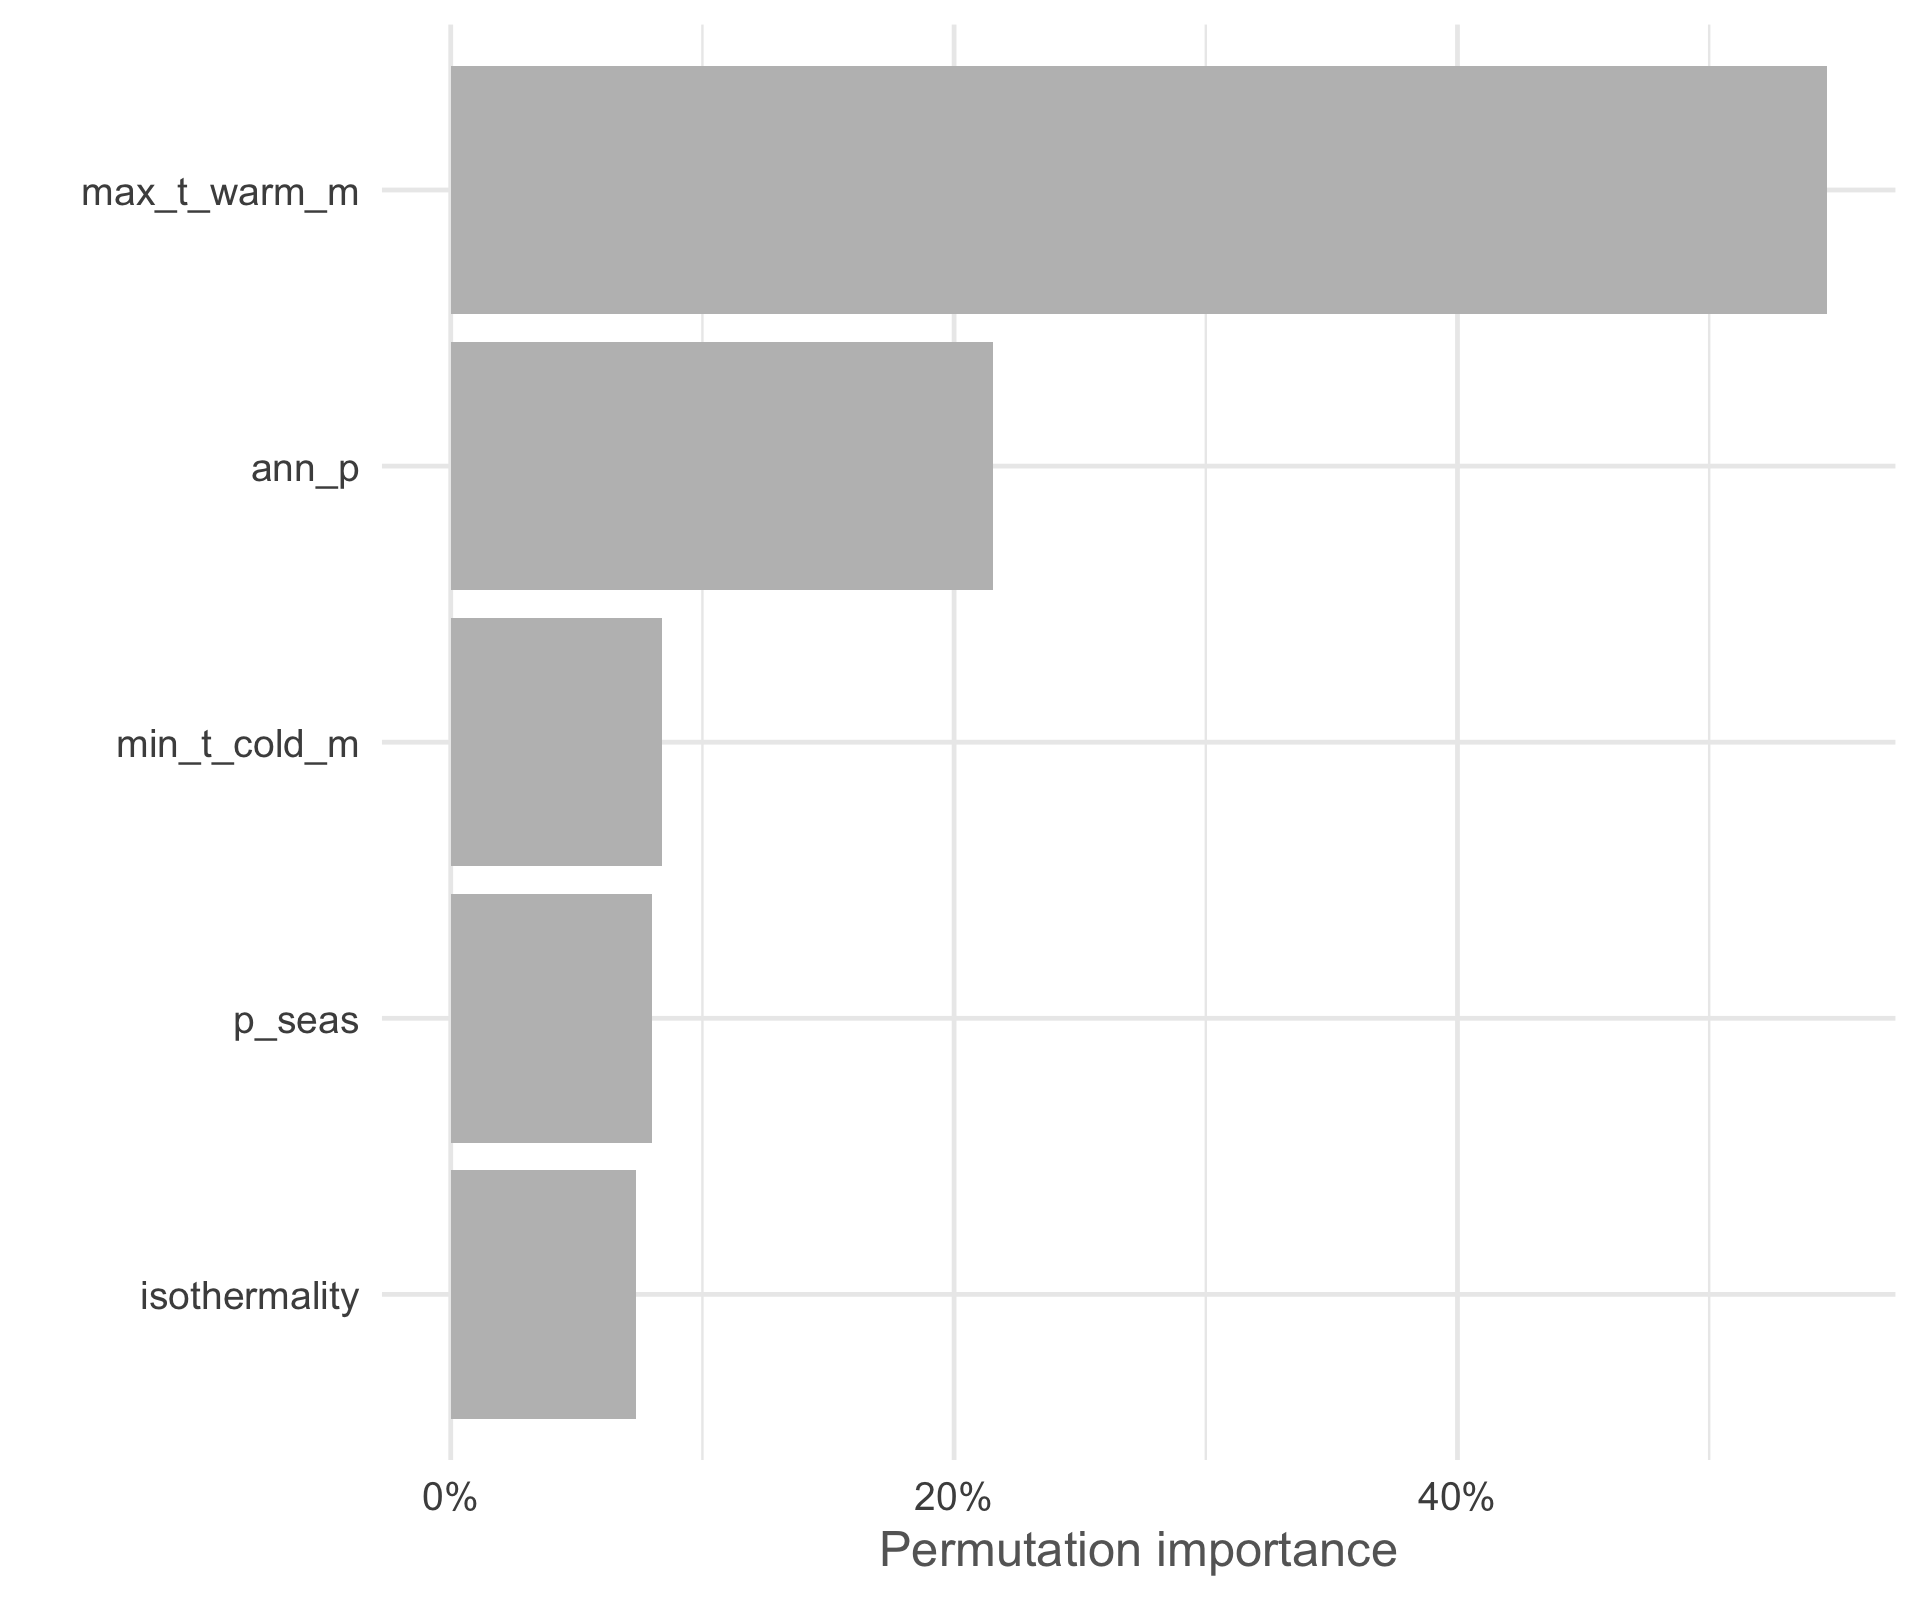 max_t_warm_m
ann_p
min_t_cold_m
p_seas
isothermality
0% 20% 40%
Permutation importance